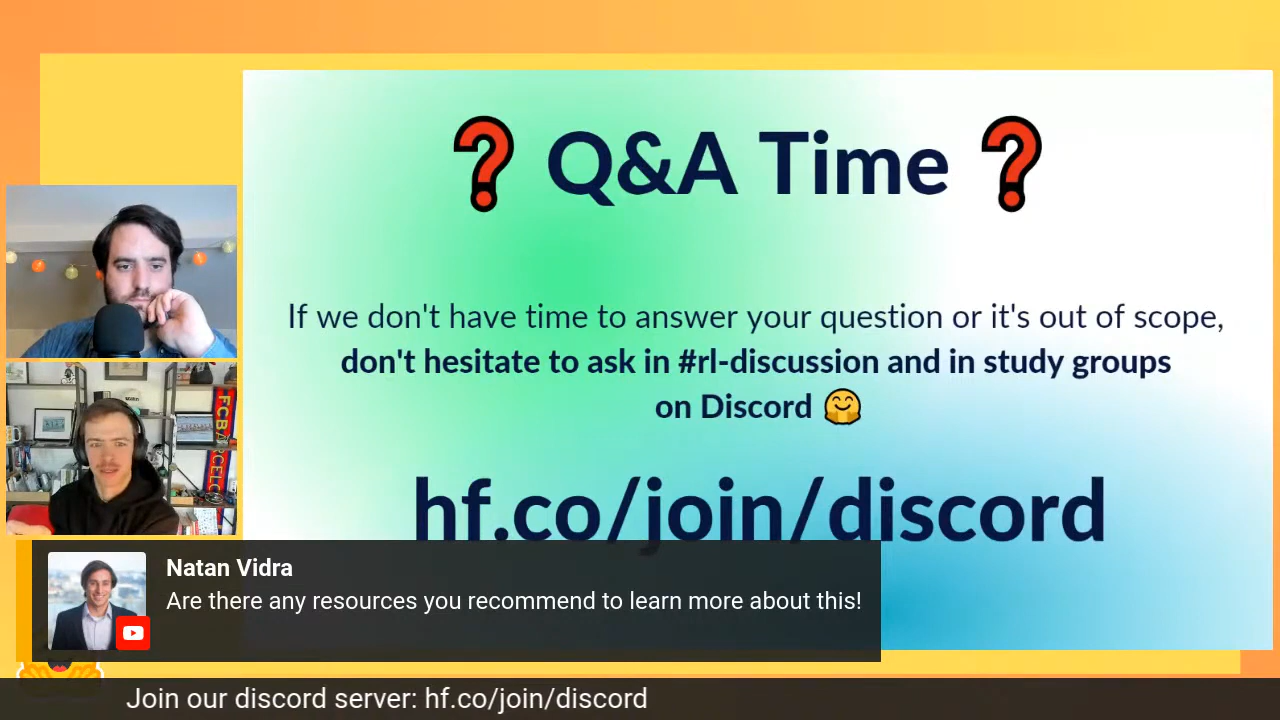 ❓ Q&A Time ❓
If we don't have time to answer your question or it's out of scope,
don't hesitate to ask in #rl-discussion and in study groups
on Discord 🤗
hf.co/join/discord
FCBARCELO
Natan Vidra
Are there any resources you recommend to learn more about this!
Join our discord server: hf.co/join/discord